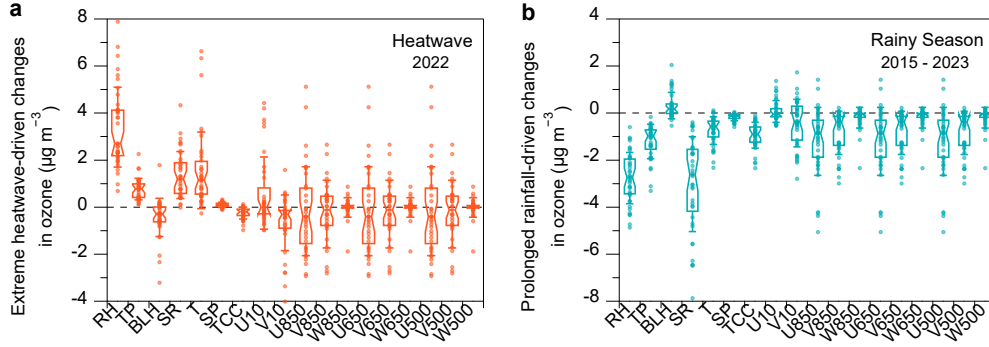 a
Extreme heatwave-driven changes
in ozone (μg m−3)
8
6
4
2
0
-2
-4
Heatwave
2022
RH
TP
BLH
SR
T
SP
TCC
U10
V10
U850
V850
W850
U650
V650
W650
U500
V500
W500
b
Prolonged rainfall-driven changes
in ozone (μg m−3)
4
2
0
-2
-4
-6
-8
Rainy Season
2015 - 2023
RH
TP
BLH
SR
T
SP
TCC
U10
V10
U850
V850
W850
U650
V650
W650
U500
V500
W500